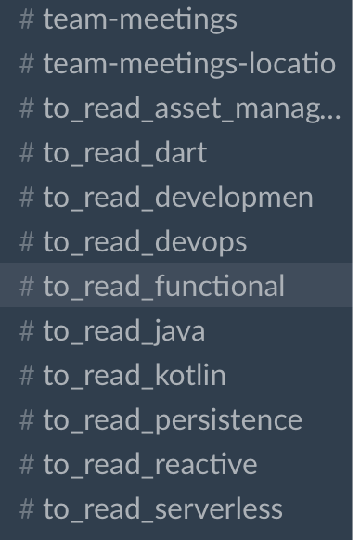 # team-meetings
# team-meetings-locatio
# to_read_asset_manag...
# to_read_dart
# to_read_developmen
# to_read_devops
# to_read_functional
# to_read_java
# to_read_kotlin
# to_read_persistence
# to_read_reactive
# to_read_serverless